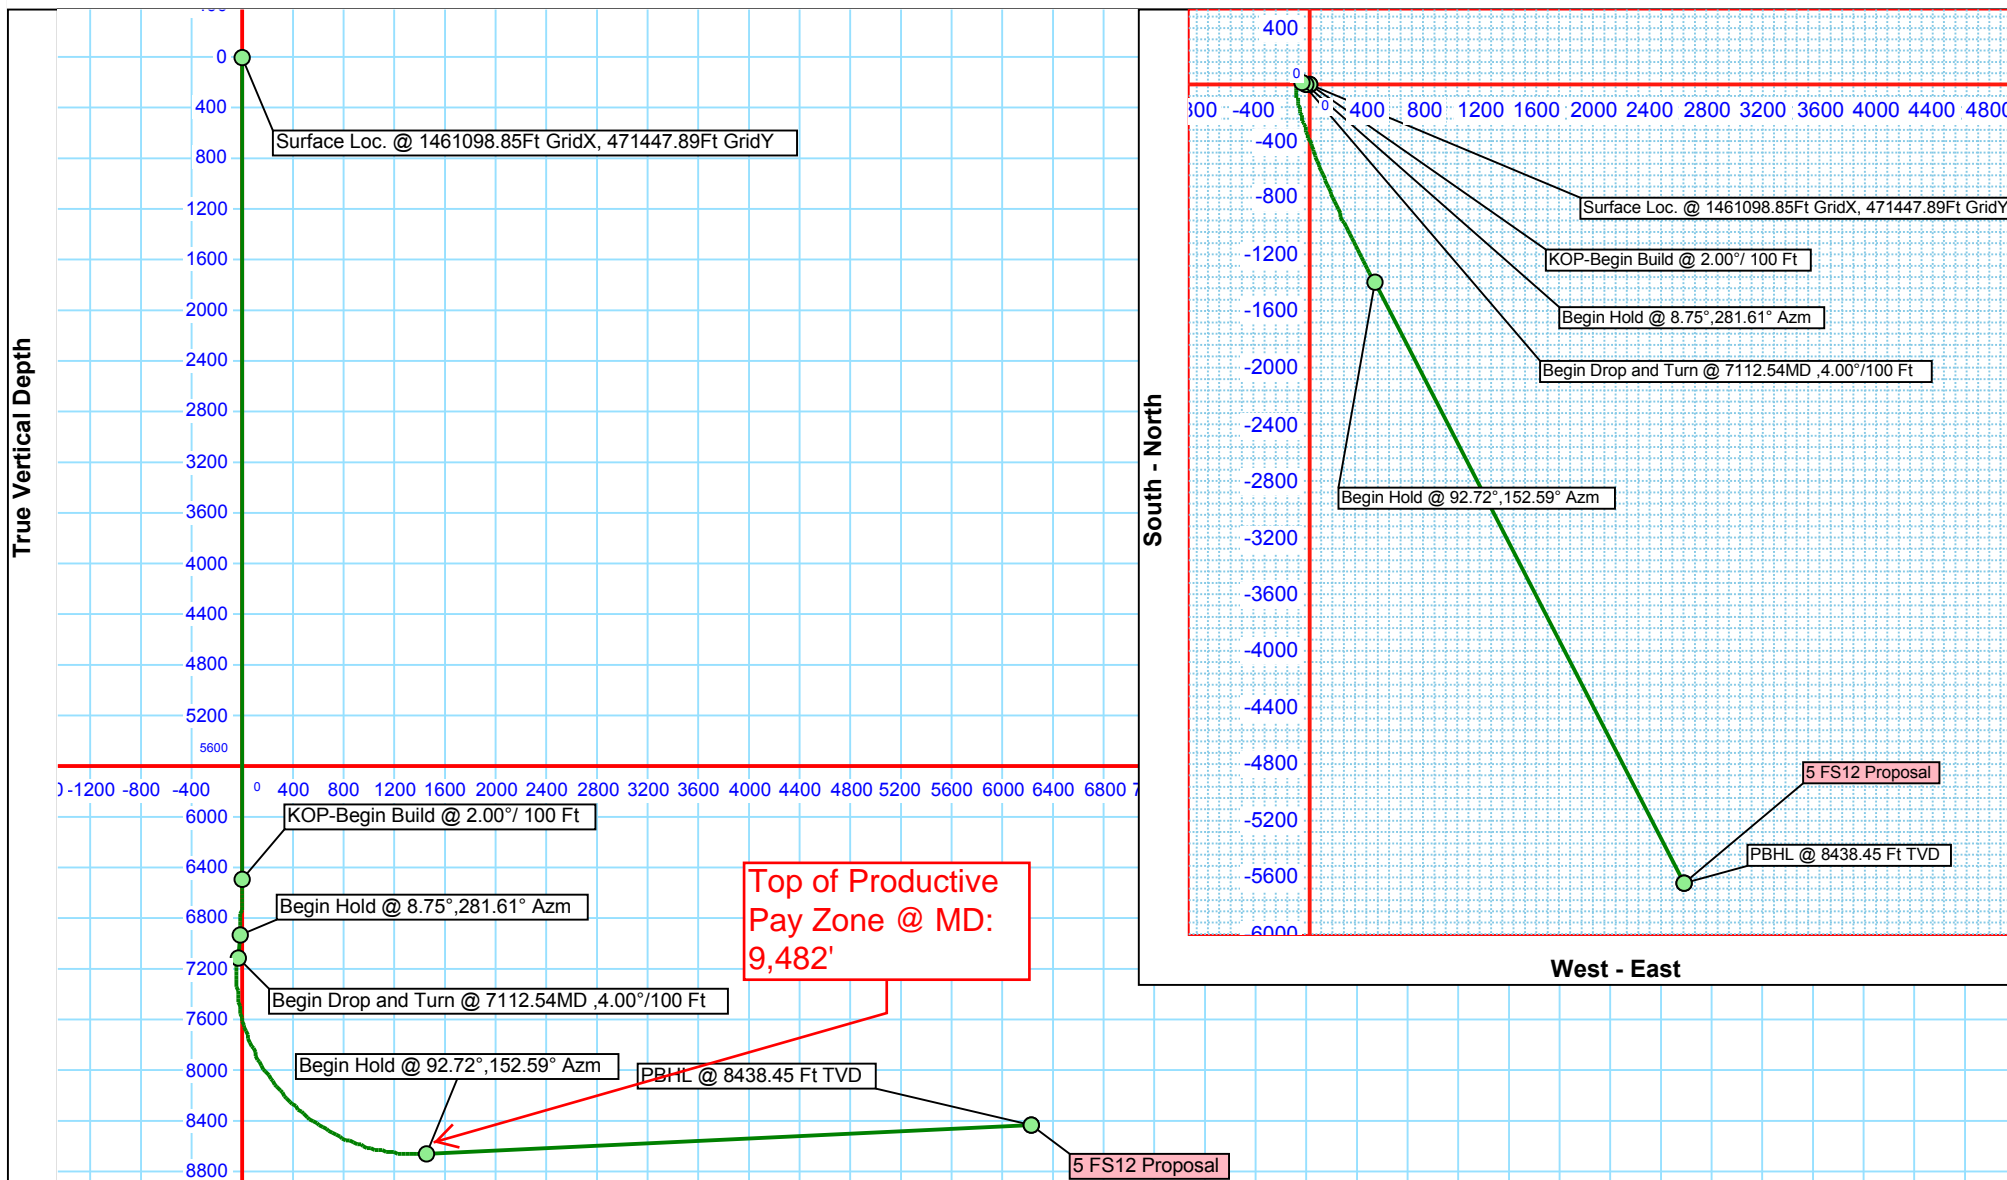 True Vertical Depth
0
400
800
1200
1600
2000
2400
2800
3200
3600
4000
4400
4800
5200
5600
6000
6400
6800
7200
7600
8000
8400
8800
-1200 -800 -400 0 400 800 1200 1600 2000 2400 2800 3200 3600 4000 4400 4800 5200 5600 6000 6400 6800
Surface Loc. @ 1461098.85Ft GridX, 471447.89Ft GridY
KOP-Begin Build @ 2.00°/ 100 Ft
Begin Hold @ 8.75°,281.61° Azm
Begin Drop and Turn @ 7112.54MD ,4.00°/100 Ft
Begin Hold @ 92.72°,152.59° Azm
PBHL @ 8438.45 Ft TVD
5 FS12 Proposal
Top of Productive
Pay Zone @ MD:
9,482'
South - North
400
0
-400
-800
-1200
-1600
-2000
-2400
-2800
-3200
-3600
-4000
-4400
-4800
-5200
-5600
-6000
-400 0 400 800 1200 1600 2000 2400 2800 3200 3600 4000 4400 4800
Surface Loc. @ 1461098.85Ft GridX, 471447.89Ft GridY
KOP-Begin Build @ 2.00°/ 100 Ft
Begin Hold @ 8.75°,281.61° Azm
Begin Drop and Turn @ 7112.54MD ,4.00°/100 Ft
Begin Hold @ 92.72°,152.59° Azm
5 FS12 Proposal
PBHL @ 8438.45 Ft TVD
West - East